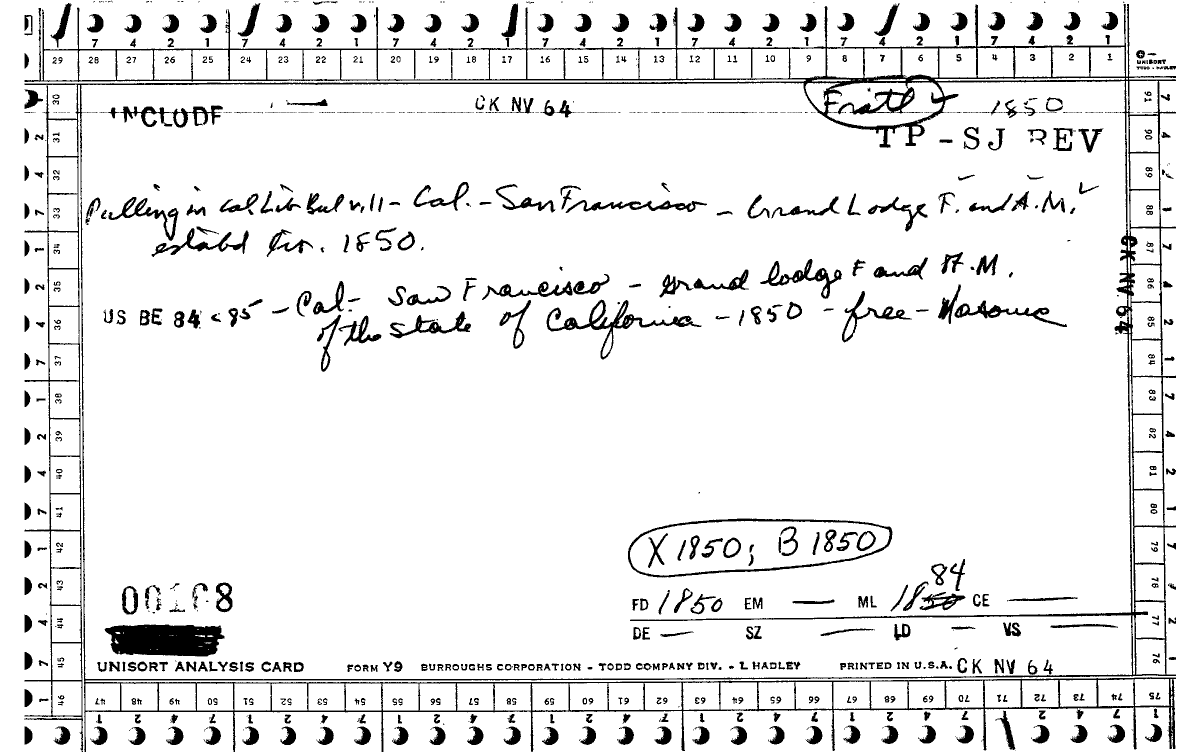 7 4 2 1 7 4 2 1 7 4 2 1 7 4 2 1 7 4 2 1 7 4 2 1 7 4 2 1
29 28 27 26 25 24 23 22 21 20 19 18 17 16 15 14 13 12 11 10 9 8 7 6 5 4 3 2 1
UNISORT
TODD - HADLEY
INCLUDE — CK NV 64 Fratl ✓ 1850
TP - SJ REV
Pulling in Cal. Lib Bul v. 11 - Cal. - San Francisco - Grand Lodge F. and A.M. ✓
estabd 1850.
US BE 84 < 85 - Cal - San Francisco - Grand lodge F and A.M.
of the State of California - 1850 - free - Masonic
CK NV 64
X 1850; B 1850
84
00168
FD 1850 EM — ML 1850 CE —
DE — SZ — LD — VS —
UNISORT ANALYSIS CARD FORM Y9 BURROUGHS CORPORATION - TODD COMPANY DIV. - L HADLEY PRINTED IN U.S.A. CK NV 64
30 31 32 33 34 35 36 37 38 39 40 41 42 43 44 45 46
91 90 89 88 87 86 85 84 83 82 81 80 79 78 77 76 75
47 48 49 50 51 52 53 54 55 56 57 58 59 60 61 62 63 64 65 66 67 68 69 70 71 72 73 74 75